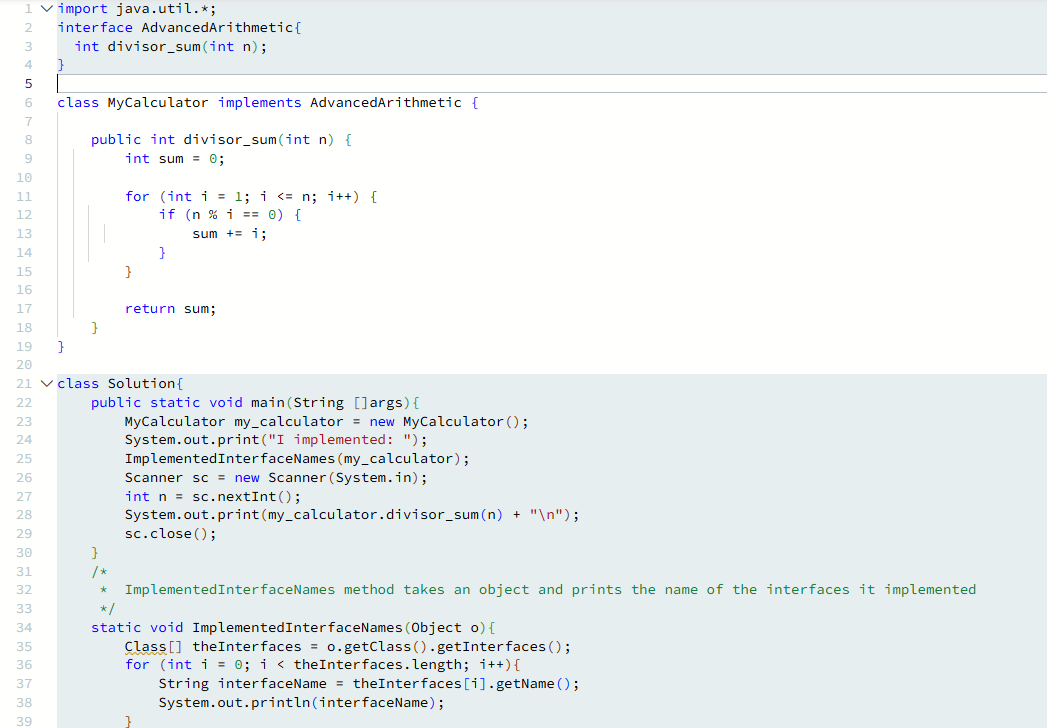 1 import java.util.*;
2 interface AdvancedArithmetic{
3   int divisor_sum(int n);
4 }
5
6 class MyCalculator implements AdvancedArithmetic {
7
8     public int divisor_sum(int n) {
9         int sum = 0;
10
11         for (int i = 1; i <= n; i++) {
12             if (n % i == 0) {
13                 sum += i;
14             }
15         }
16
17         return sum;
18     }
19 }
20
21 class Solution{
22     public static void main(String []args){
23         MyCalculator my_calculator = new MyCalculator();
24         System.out.print("I implemented: ");
25         ImplementedInterfaceNames(my_calculator);
26         Scanner sc = new Scanner(System.in);
27         int n = sc.nextInt();
28         System.out.print(my_calculator.divisor_sum(n) + "\n");
29         sc.close();
30     }
31     /*
32      *  ImplementedInterfaceNames method takes an object and prints the name of the interfaces it implemented
33      */
34     static void ImplementedInterfaceNames(Object o){
35         Class[] theInterfaces = o.getClass().getInterfaces();
36         for (int i = 0; i < theInterfaces.length; i++){
37             String interfaceName = theInterfaces[i].getName();
38             System.out.println(interfaceName);
39         }